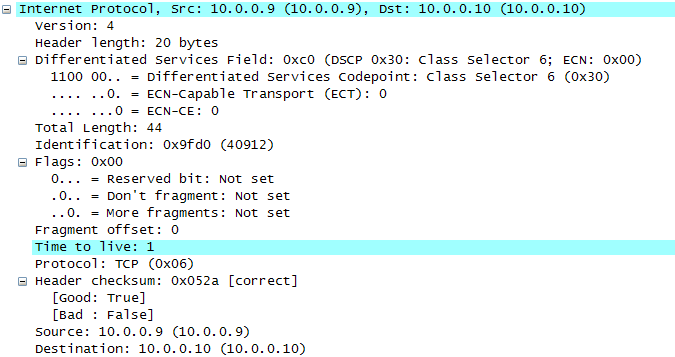 Internet Protocol, Src: 10.0.0.9 (10.0.0.9), Dst: 10.0.0.10 (10.0.0.10)
Version: 4
Header length: 20 bytes
Differentiated Services Field: 0xc0 (DSCP 0x30: Class Selector 6; ECN: 0x00)
1100 00.. = Differentiated Services Codepoint: Class Selector 6 (0x30)
.... ..0. = ECN-Capable Transport (ECT): 0
.... ...0 = ECN-CE: 0
Total Length: 44
Identification: 0x9fd0 (40912)
Flags: 0x00
0... = Reserved bit: Not set
.0.. = Don't fragment: Not set
..0. = More fragments: Not set
Fragment offset: 0
Time to live: 1
Protocol: TCP (0x06)
Header checksum: 0x052a [correct]
[Good: True]
[Bad : False]
Source: 10.0.0.9 (10.0.0.9)
Destination: 10.0.0.10 (10.0.0.10)